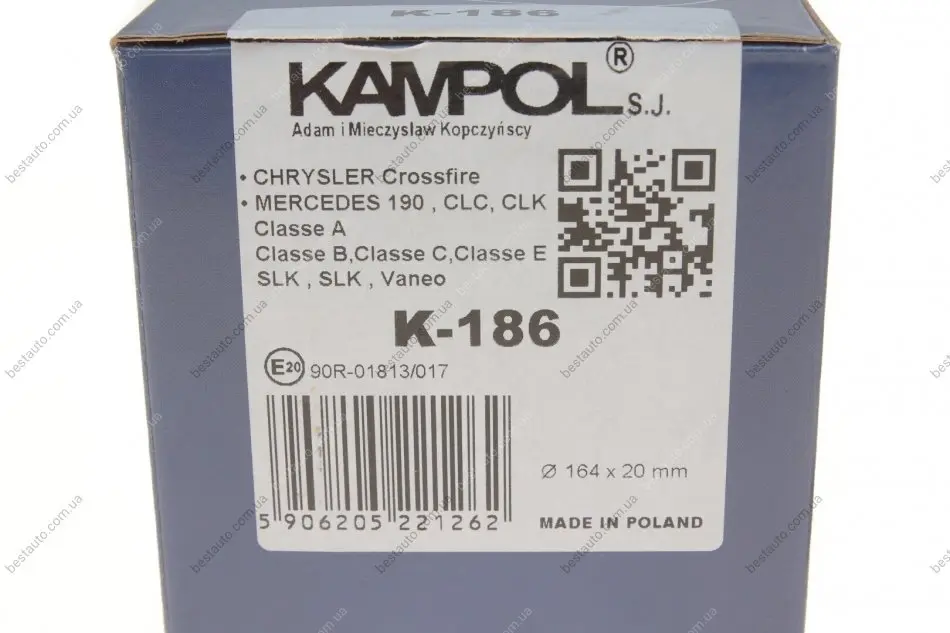 K-186
KAMPOL® S.J.
Adam i Mieczysław Kopczyńscy
• CHRYSLER Crossfire
• MERCEDES 190 , CLC, CLK
Classe A
Classe B,Classe C,Classe E
SLK , SLK , Vaneo
K-186
E20 90R-01813/017
5 906205 221262
Ø 164 x 20 mm
MADE IN POLAND
bestauto.com.ua